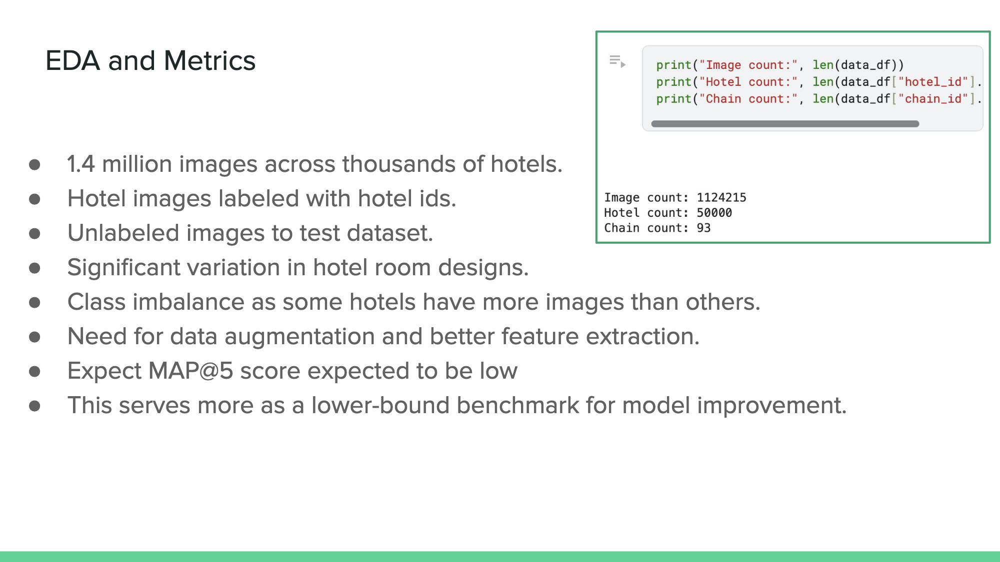 EDA and Metrics
print("Image count:", len(data_df))
print("Hotel count:", len(data_df["hotel_id"].
print("Chain count:", len(data_df["chain_id"].
Image count: 1124215
Hotel count: 50000
Chain count: 93
● 1.4 million images across thousands of hotels.
● Hotel images labeled with hotel ids.
● Unlabeled images to test dataset.
● Significant variation in hotel room designs.
● Class imbalance as some hotels have more images than others.
● Need for data augmentation and better feature extraction.
● Expect MAP@5 score expected to be low
● This serves more as a lower-bound benchmark for model improvement.